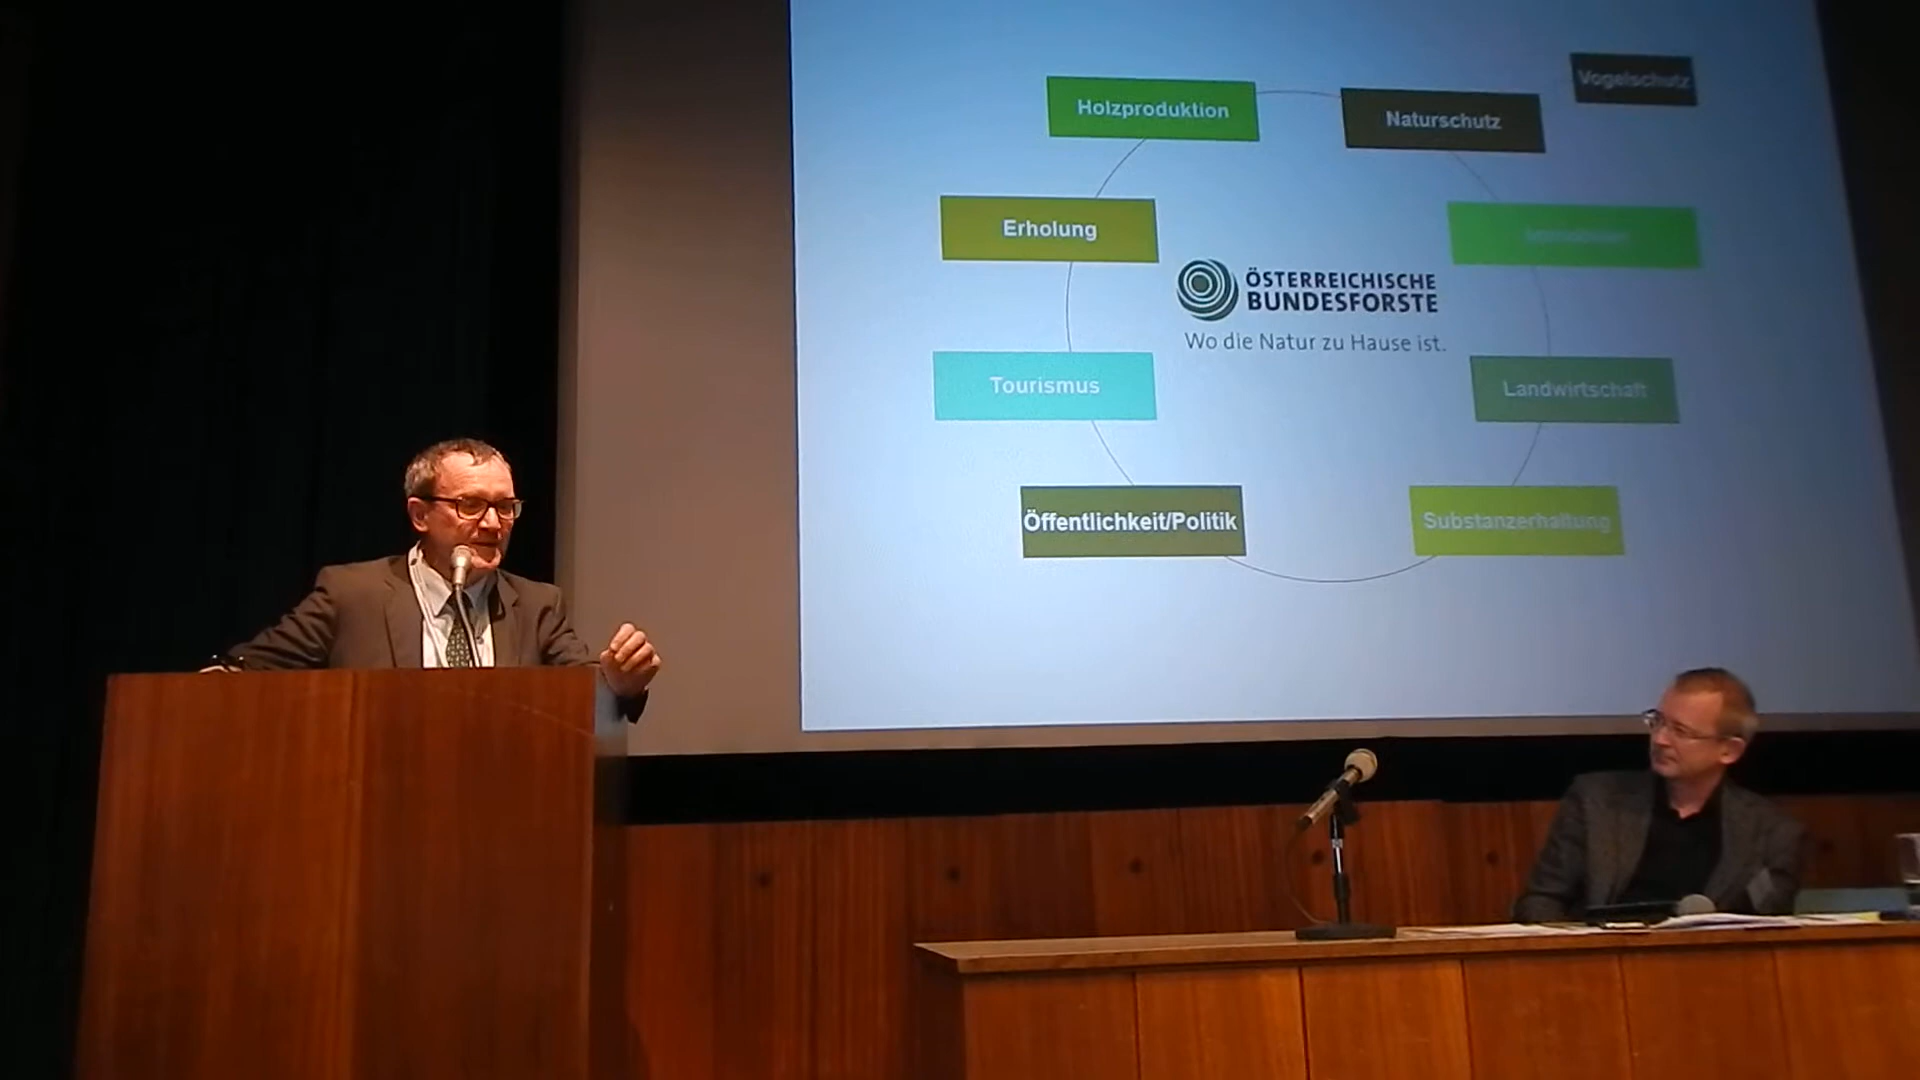 Vogelschutz
Holzproduktion
Naturschutz
Erholung
ÖSTERREICHISCHE
BUNDESFORSTE
Wo die Natur zu Hause ist.
Tourismus
Landwirtschaft
Öffentlichkeit/Politik
Substanzerhaltung